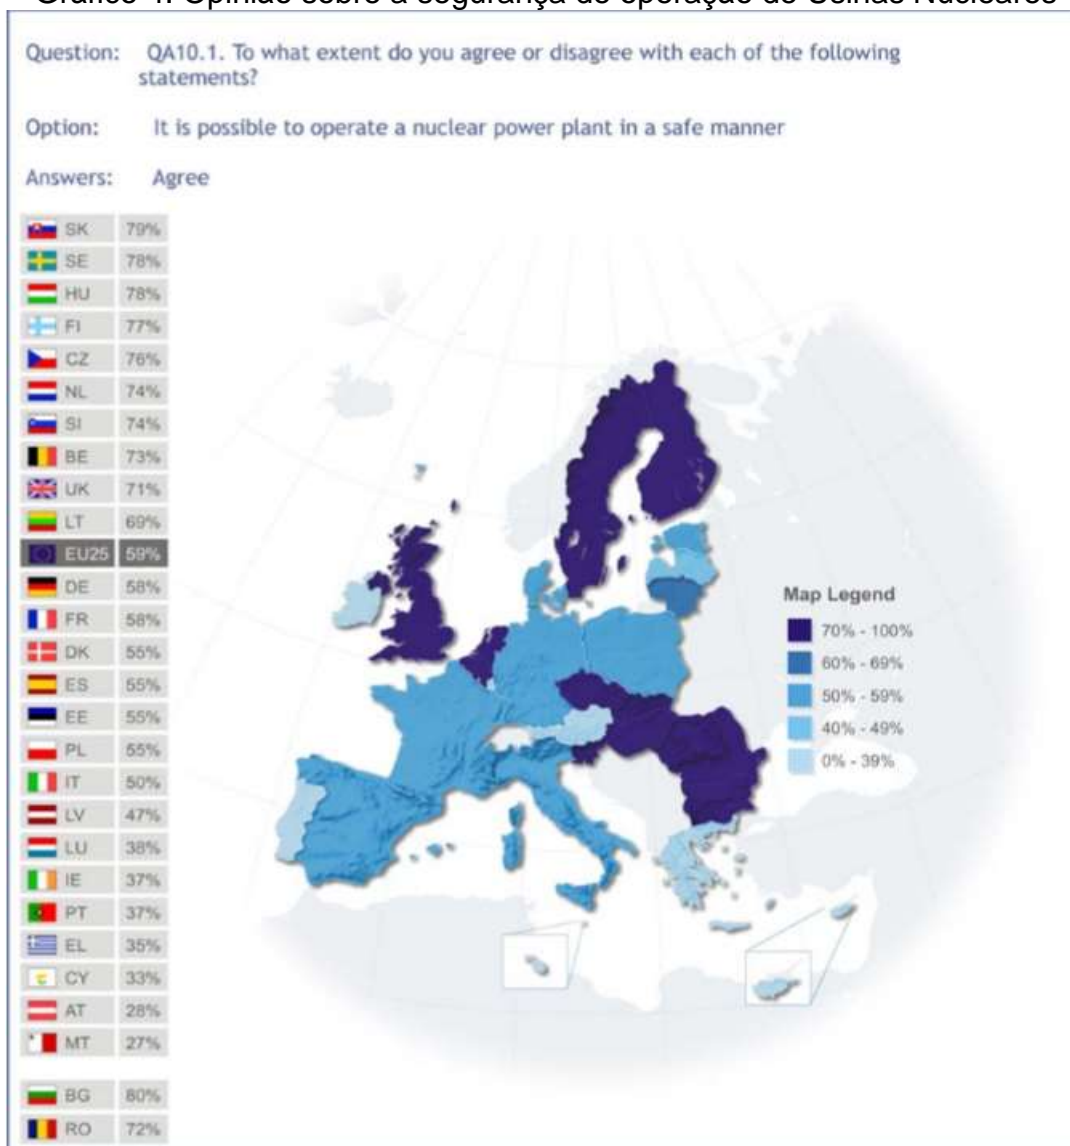 Gráfico 4: Opinião sobre a segurança de operação de Usinas Nucleares
Question: QA10.1. To what extent do you agree or disagree with each of the following
statements?
Option: It is possible to operate a nuclear power plant in a safe manner
Answers: Agree
SK 79%
SE 78%
HU 78%
FI 77%
CZ 76%
NL 74%
SI 74%
BE 73%
UK 71%
LT 69%
EU25 59%
DE 58%
FR 58%
DK 55%
ES 55%
EE 55%
PL 55%
IT 50%
LV 47%
LU 38%
IE 37%
PT 37%
EL 35%
CY 33%
AT 28%
MT 27%
BG 80%
RO 72%
Map Legend
70% - 100%
60% - 69%
50% - 59%
40% - 49%
0% - 39%